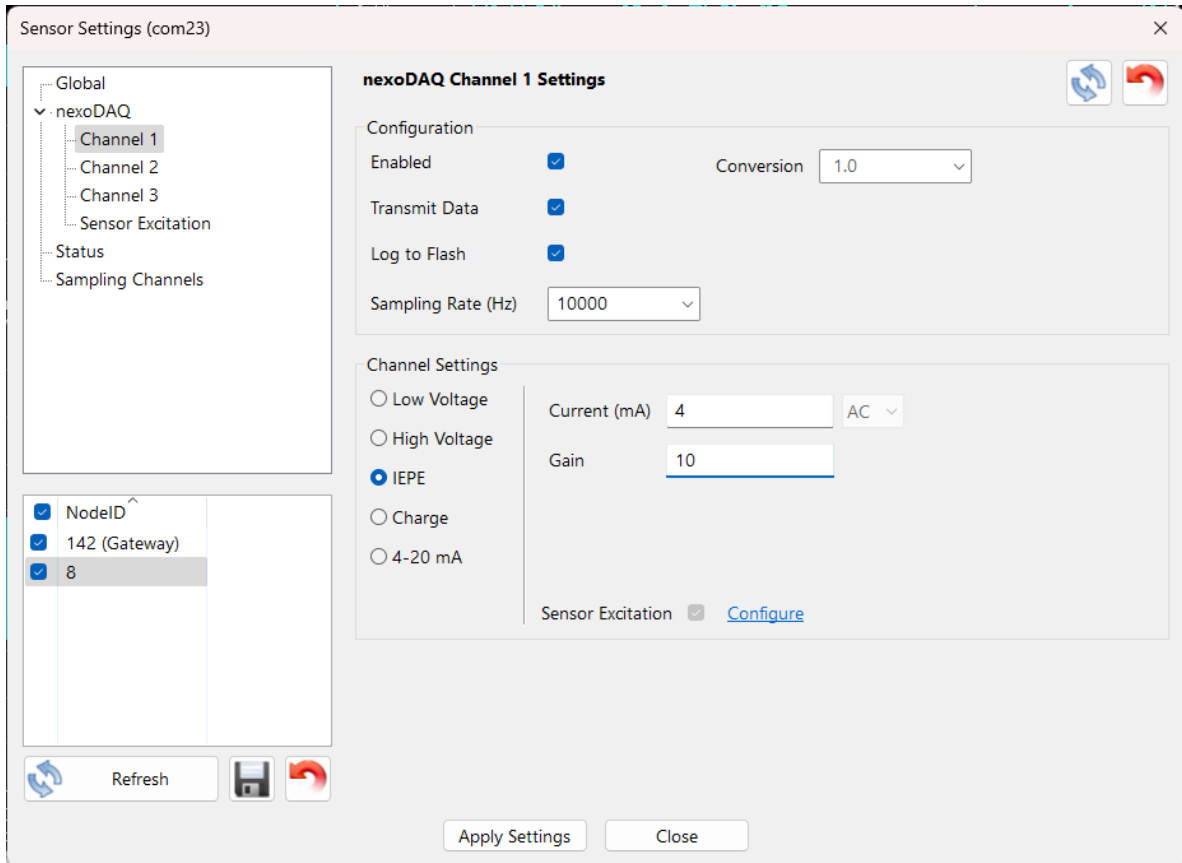 Sensor Settings (com23)
Global
nexoDAQ
Channel 1
Channel 2
Channel 3
Sensor Excitation
Status
Sampling Channels
NodeID
142 (Gateway)
8
Refresh
nexoDAQ Channel 1 Settings
Configuration
Enabled
Conversion 1.0
Transmit Data
Log to Flash
Sampling Rate (Hz) 10000
Channel Settings
Low Voltage
High Voltage
IEPE
Charge
4-20 mA
Current (mA) 4 AC
Gain 10
Sensor Excitation Configure
Apply Settings Close